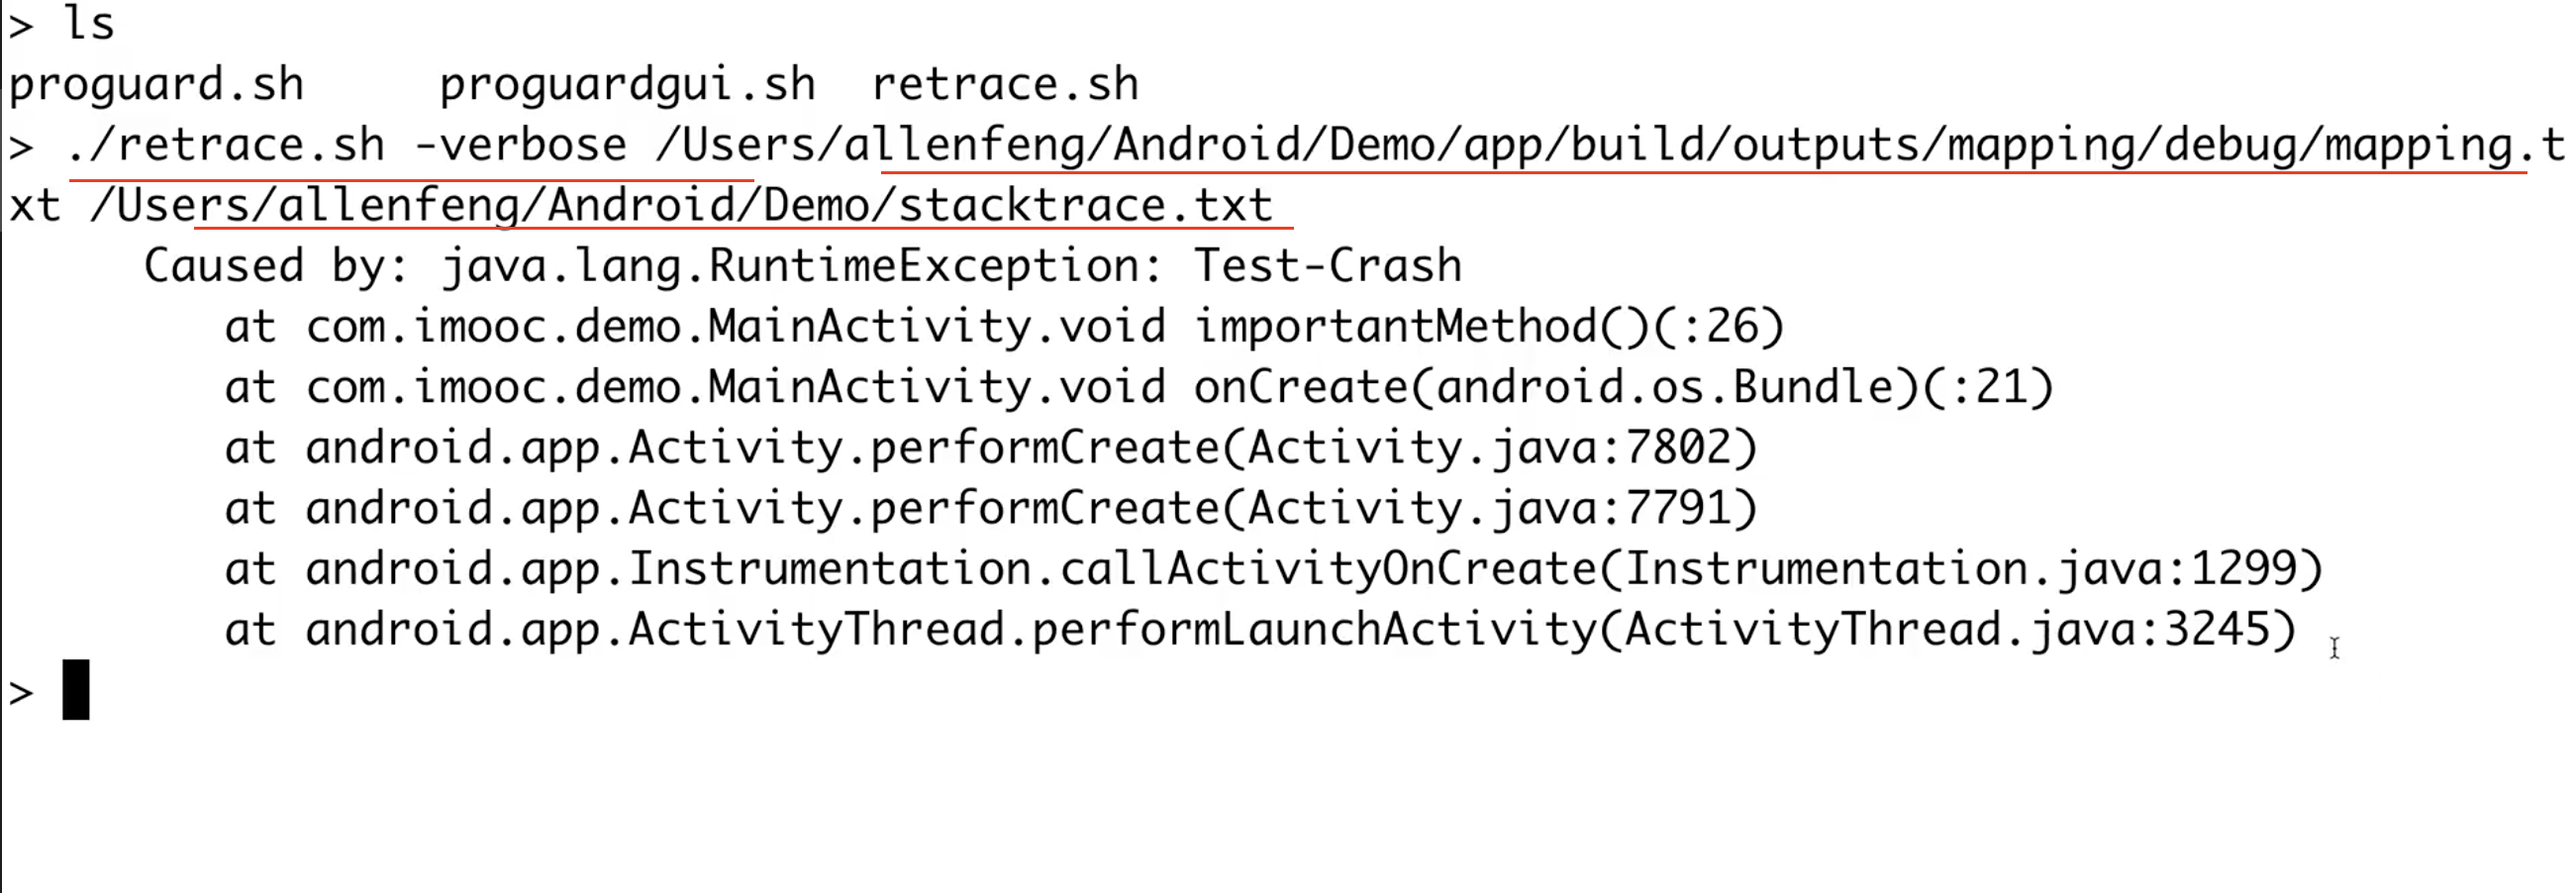 > ls
proguard.sh     proguardgui.sh  retrace.sh
> ./retrace.sh -verbose /Users/allenfeng/Android/Demo/app/build/outputs/mapping/debug/mapping.t
xt /Users/allenfeng/Android/Demo/stacktrace.txt
     Caused by: java.lang.RuntimeException: Test-Crash
        at com.imooc.demo.MainActivity.void importantMethod()(:26)
        at com.imooc.demo.MainActivity.void onCreate(android.os.Bundle)(:21)
        at android.app.Activity.performCreate(Activity.java:7802)
        at android.app.Activity.performCreate(Activity.java:7791)
        at android.app.Instrumentation.callActivityOnCreate(Instrumentation.java:1299)
        at android.app.ActivityThread.performLaunchActivity(ActivityThread.java:3245)
>